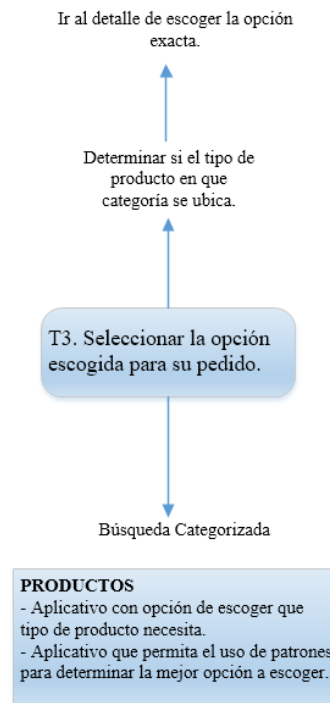 Ir al detalle de escoger la opción
exacta.
Determinar si el tipo de
producto en que
categoría se ubica.
T3. Seleccionar la opción
escogida para su pedido.
Búsqueda Categorizada
PRODUCTOS
- Aplicativo con opción de escoger que
tipo de producto necesita.
- Aplicativo que permita el uso de patrones
para determinar la mejor opción a escoger.